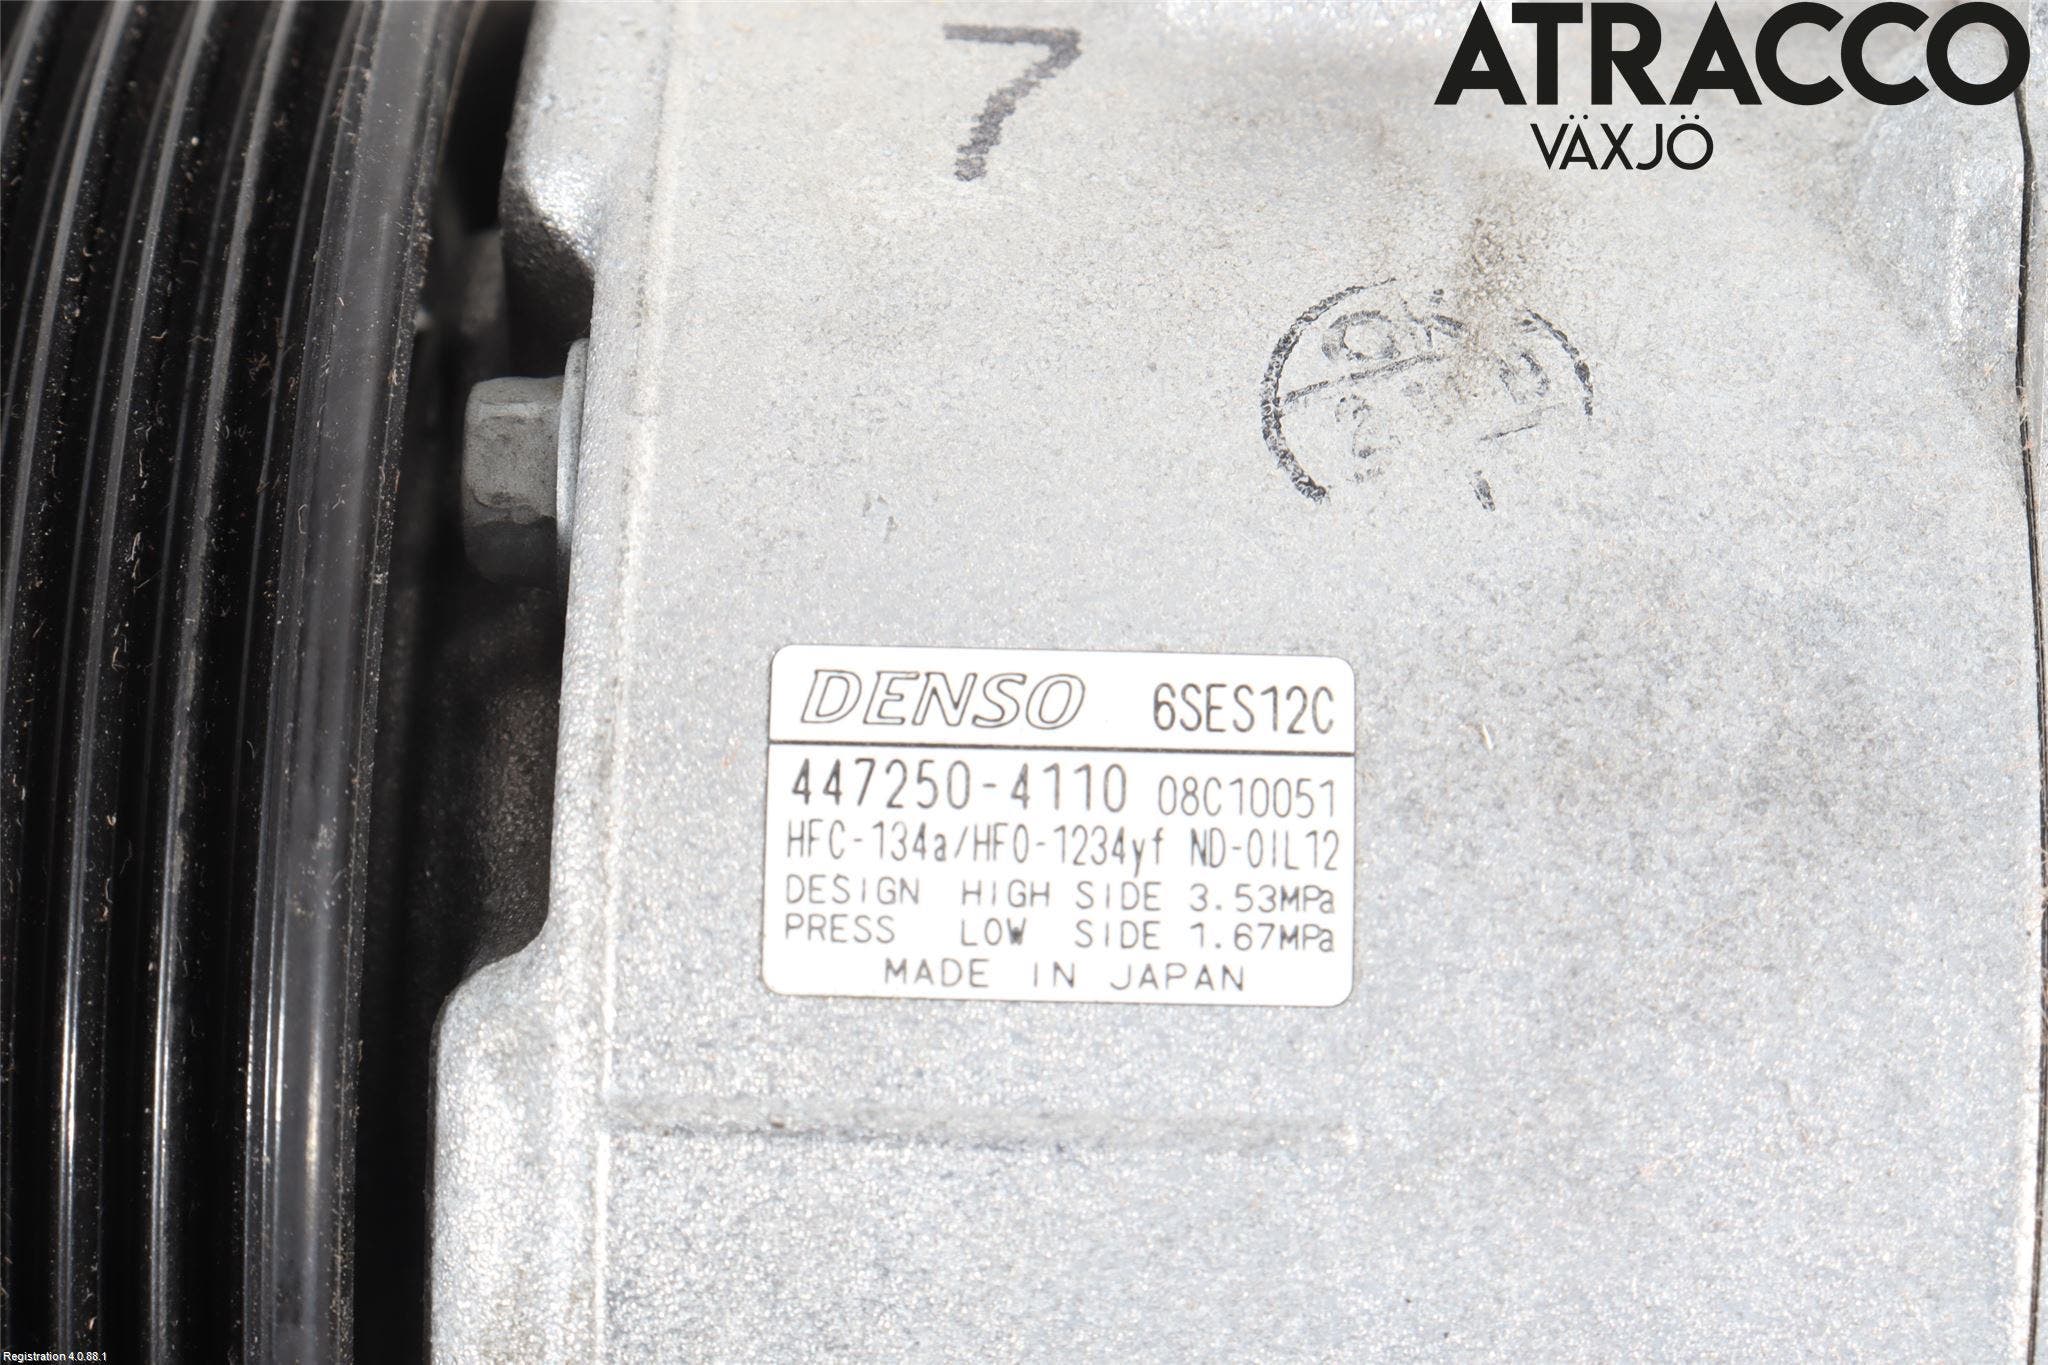 ATRACCO
VÄXJÖ
7
DENSO 6SES12C
447250-4110 08C10051
HFC-134a/HFO-1234yf ND-OIL12
DESIGN HIGH SIDE 3.53MPa
PRESS LOW SIDE 1.67MPa
MADE IN JAPAN
Registration 4.0.88.1